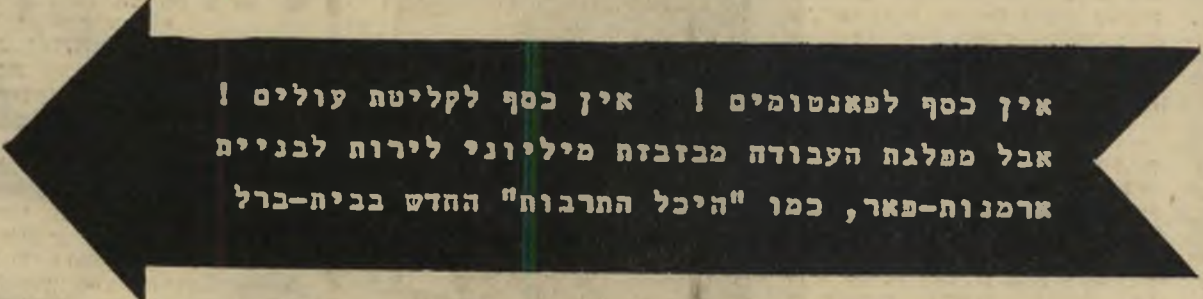 אין כסף לפאנטומים ! אין כסף לקליטת עולים !
אבל מפלגת העבודה מבזבזת מיליוני לירות לבניית
ארמנות-פאר, כמו "היכל התרבות" החדש בבית-ברל